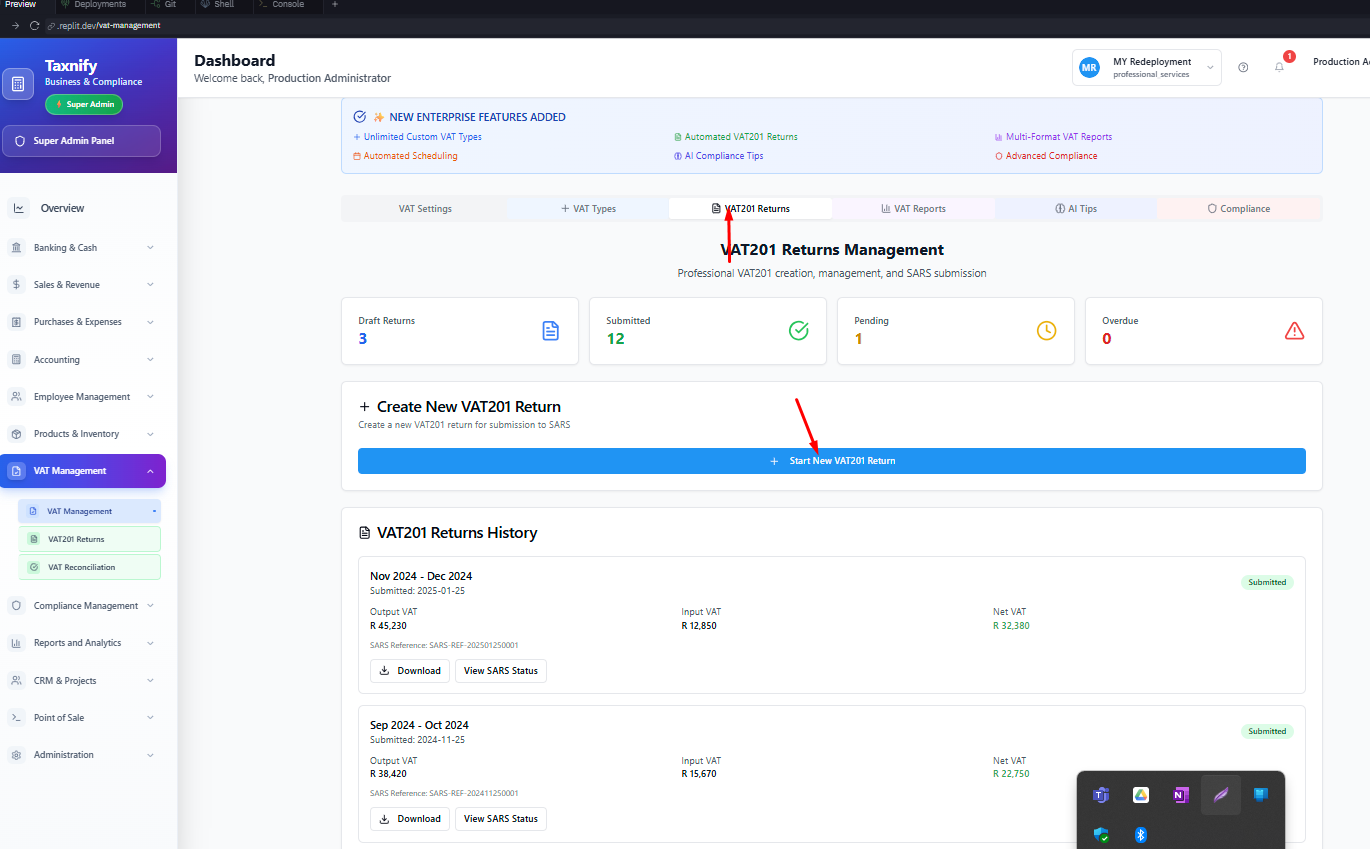 Preview
Deployments
Git
Shell
Console
.replit.dev/vat-management
Taxnify
Business & Compliance
Super Admin
Super Admin Panel
Overview
Banking & Cash
Sales & Revenue
Purchases & Expenses
Accounting
Employee Management
Products & Inventory
VAT Management
VAT Management
VAT201 Returns
VAT Reconciliation
Compliance Management
Reports and Analytics
CRM & Projects
Point of Sale
Administration
Dashboard
Welcome back, Production Administrator
MR
MY Redeployment
professional_services
1
Production A
NEW ENTERPRISE FEATURES ADDED
+ Unlimited Custom VAT Types
Automated VAT201 Returns
Multi-Format VAT Reports
Automated Scheduling
AI Compliance Tips
Advanced Compliance
VAT Settings
+ VAT Types
VAT201 Returns
VAT Reports
AI Tips
Compliance
VAT201 Returns Management
Professional VAT201 creation, management, and SARS submission
Draft Returns
3
Submitted
12
Pending
1
Overdue
0
+ Create New VAT201 Return
Create a new VAT201 return for submission to SARS
+ Start New VAT201 Return
VAT201 Returns History
Nov 2024 - Dec 2024
Submitted
Submitted: 2025-01-25
Output VAT
R 45,230
Input VAT
R 12,850
Net VAT
R 32,380
SARS Reference: SARS-REF-202501250001
Download
View SARS Status
Sep 2024 - Oct 2024
Submitted
Submitted: 2024-11-25
Output VAT
R 38,420
Input VAT
R 15,670
Net VAT
R 22,750
SARS Reference: SARS-REF-202411250001
Download
View SARS Status